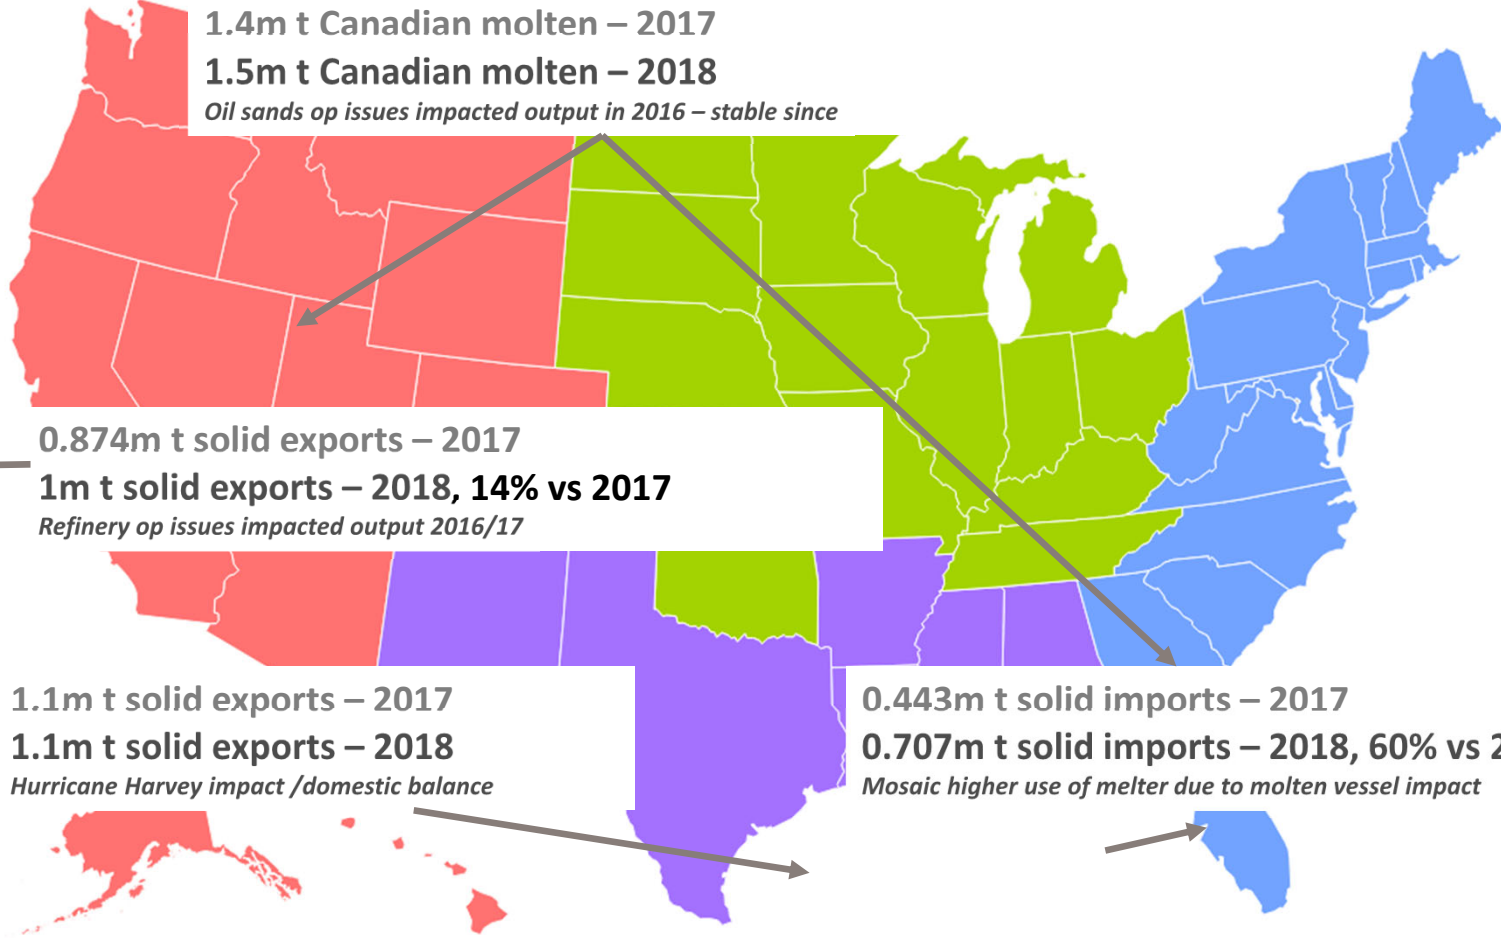 1.4m t Canadian molten – 2017
1.5m t Canadian molten – 2018
Oil sands op issues impacted output in 2016 – stable since
0.874m t solid exports – 2017
1m t solid exports – 2018, 14% vs 2017
Refinery op issues impacted output 2016/17
1.1m t solid exports – 2017
1.1m t solid exports – 2018
Hurricane Harvey impact /domestic balance
0.443m t solid imports – 2017
0.707m t solid imports – 2018, 60% vs
Mosaic higher use of melter due to molten vessel impact